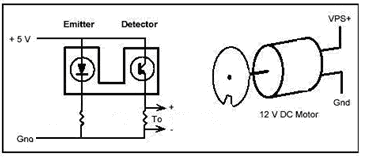 Emitter Detector
VPS+
+ 5 V
+
To
-
Gnd
Gnd
12 V DC Motor